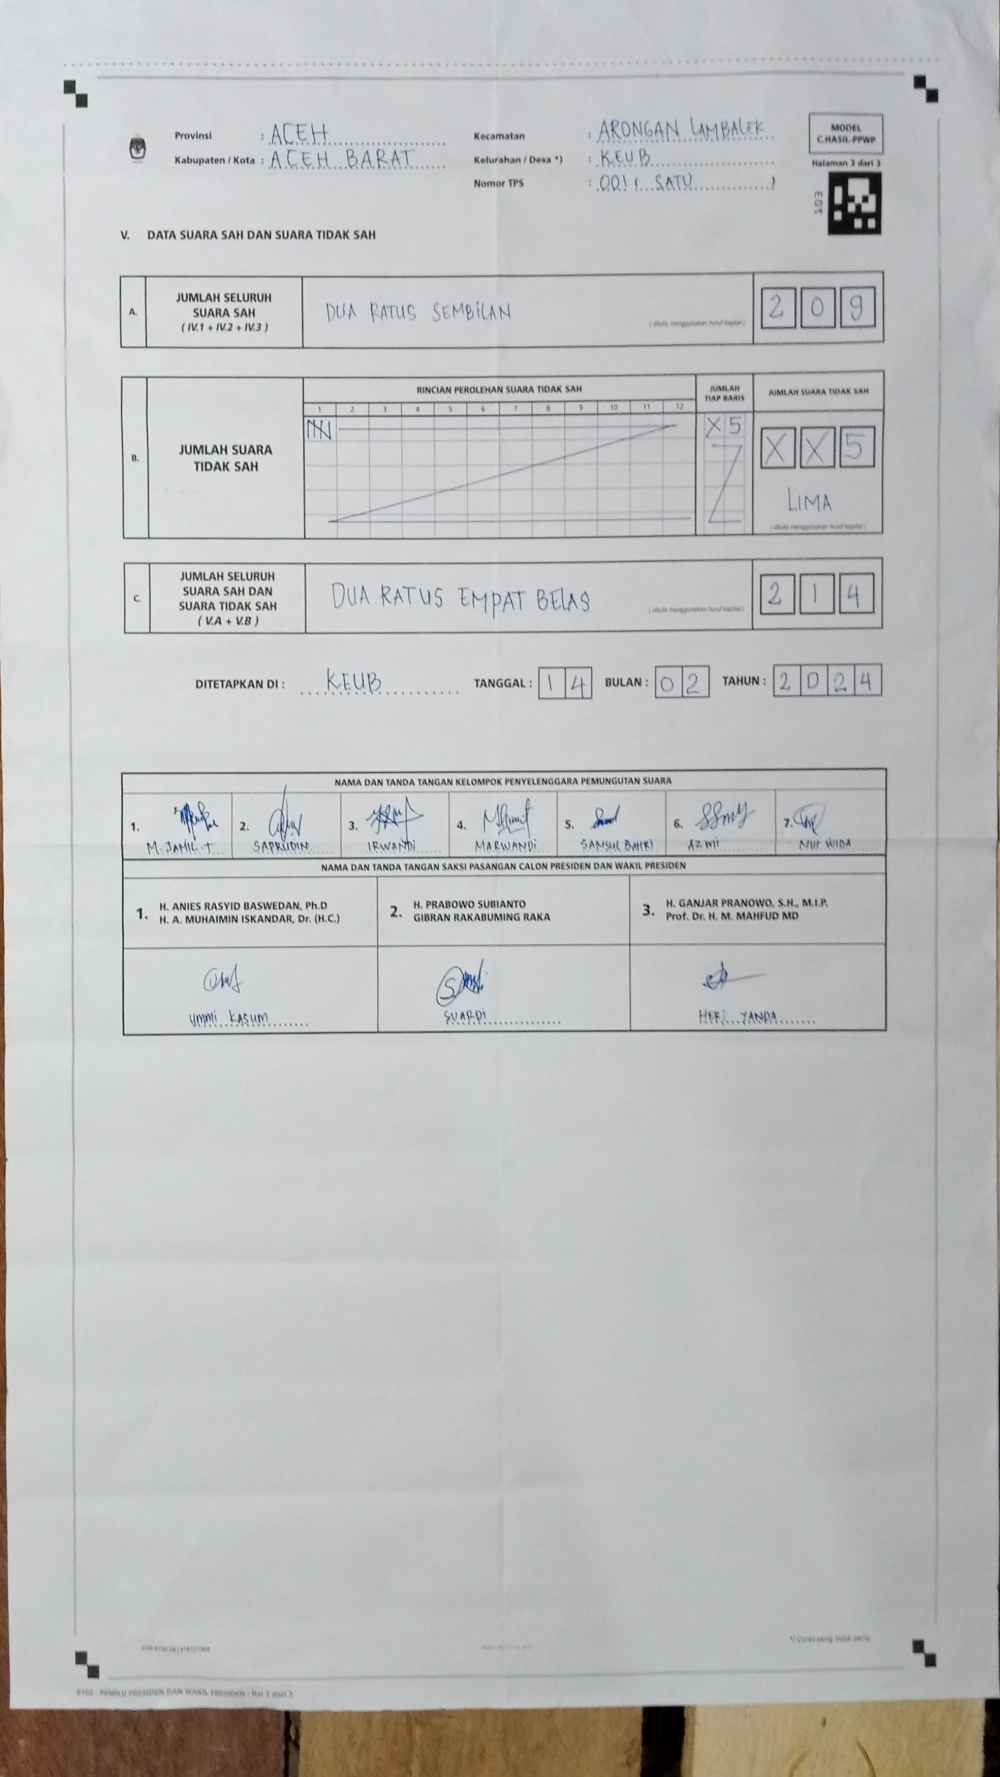 Provinsi : ACEH
Kabupaten / Kota : ACEH BARAT
Kecamatan : ARONGAN LAMBALEK
Kelurahan / Desa *) : KEUB
Nomor TPS : 001 ( SATU )
MODEL
C.HASIL-PPWP
Halaman 3 dari 3
103
V. DATA SUARA SAH DAN SUARA TIDAK SAH
A. JUMLAH SELURUH
SUARA SAH
( IV.1 + IV.2 + IV.3 )
DUA RATUS SEMBILAN
( ditulis menggunakan huruf kapital )
2 0 9
B. JUMLAH SUARA
TIDAK SAH
RINCIAN PEROLEHAN SUARA TIDAK SAH
1 2 3 4 5 6 7 8 9 10 11 12
JUMLAH
TIAP BARIS
X 5
JUMLAH SUARA TIDAK SAH
X X 5
LIMA
( ditulis menggunakan huruf kapital )
C. JUMLAH SELURUH
SUARA SAH DAN
SUARA TIDAK SAH
( V.A + V.B )
DUA RATUS EMPAT BELAS
( ditulis menggunakan huruf kapital )
2 1 4
DITETAPKAN DI : KEUB TANGGAL : 1 4 BULAN : 0 2 TAHUN : 2 0 2 4
NAMA DAN TANDA TANGAN KELOMPOK PENYELENGGARA PEMUNGUTAN SUARA
1. 2. 3. 4. 5. 6. 7.
M. JAMIL. T SAPRUDIN IRWANDI MARWANDI SAMSUL BAHRI AZMI NUR WIDA
NAMA DAN TANDA TANGAN SAKSI PASANGAN CALON PRESIDEN DAN WAKIL PRESIDEN
1. H. ANIES RASYID BASWEDAN, Ph.D
H. A. MUHAIMIN ISKANDAR, Dr. (H.C.)
2. H. PRABOWO SUBIANTO
GIBRAN RAKABUMING RAKA
3. H. GANJAR PRANOWO, S.H., M.I.P.
Prof. Dr. H. M. MAHFUD MD
UMMI KASUM
SUARDI
HERI YANDA
*) Coret yang tidak perlu
0102 - PEMILU PRESIDEN DAN WAKIL PRESIDEN - Hal 3 dari 3